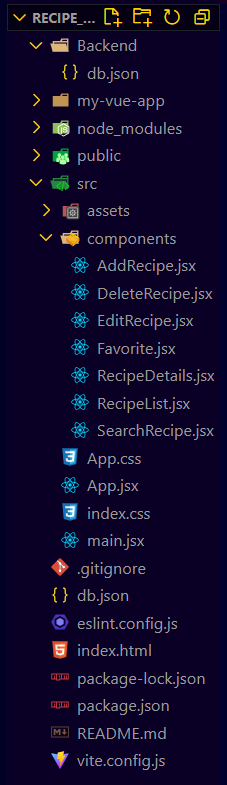 RECIPE_...
Backend
{ } db.json
my-vue-app
node_modules
public
src
assets
components
AddRecipe.jsx
DeleteRecipe.jsx
EditRecipe.jsx
Favorite.jsx
RecipeDetails.jsx
RecipeList.jsx
SearchRecipe.jsx
App.css
App.jsx
index.css
main.jsx
.gitignore
{ } db.json
eslint.config.js
index.html
package-lock.json
package.json
README.md
vite.config.js